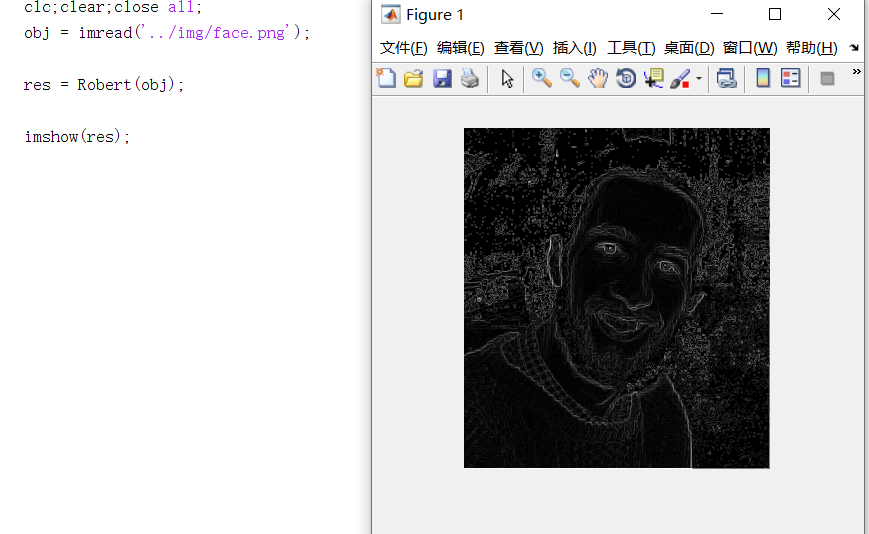 clc;clear;close all;
obj = imread('../img/face.png');
res = Robert(obj);
imshow(res);
Figure 1
文件(F) 编辑(E) 查看(V) 插入(I) 工具(T) 桌面(D) 窗口(W) 帮助(H)